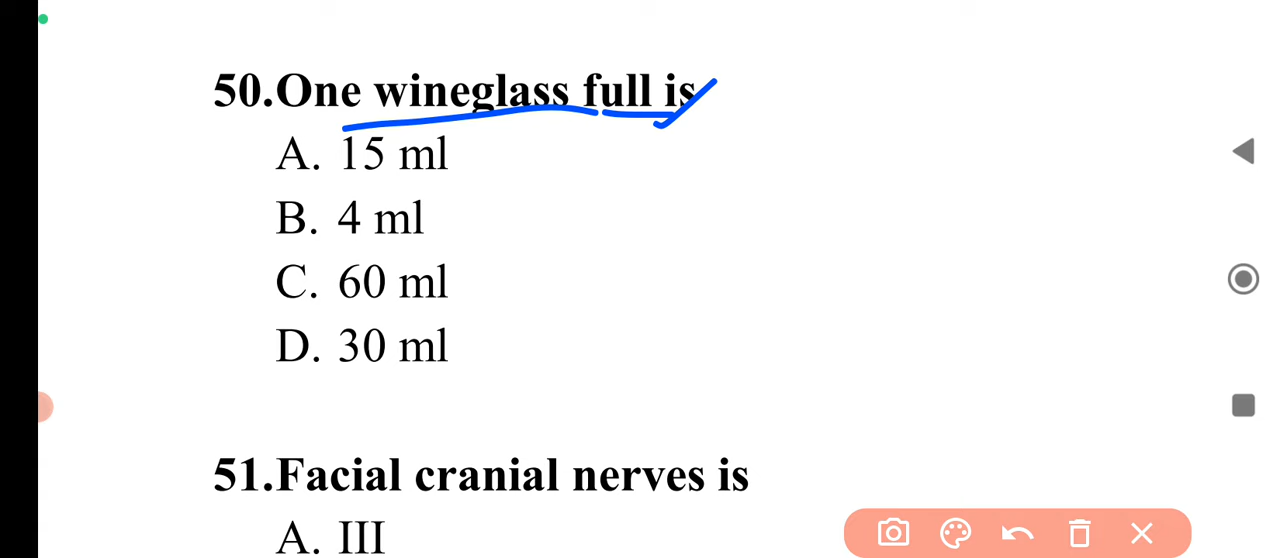 50.One wineglass full is
A. 15 ml
B. 4 ml
C. 60 ml
D. 30 ml
51.Facial cranial nerves is
A. III